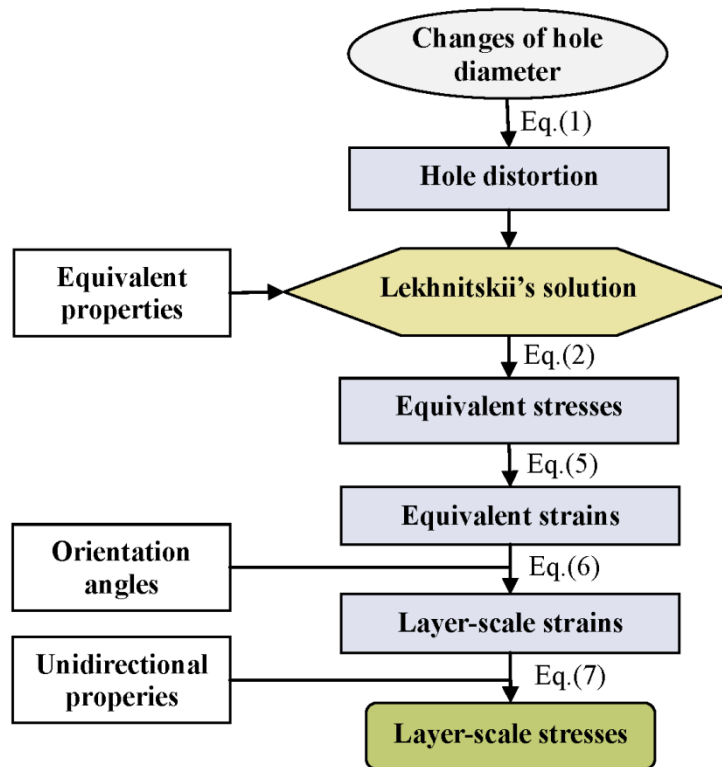 Changes of hole
diameter
Eq.(1)
Hole distortion
Equivalent
properties
Lekhnitskii’s solution
Eq.(2)
Equivalent stresses
Eq.(5)
Equivalent strains
Orientation
angles
Eq.(6)
Layer-scale strains
Unidirectional
properies
Eq.(7)
Layer-scale stresses